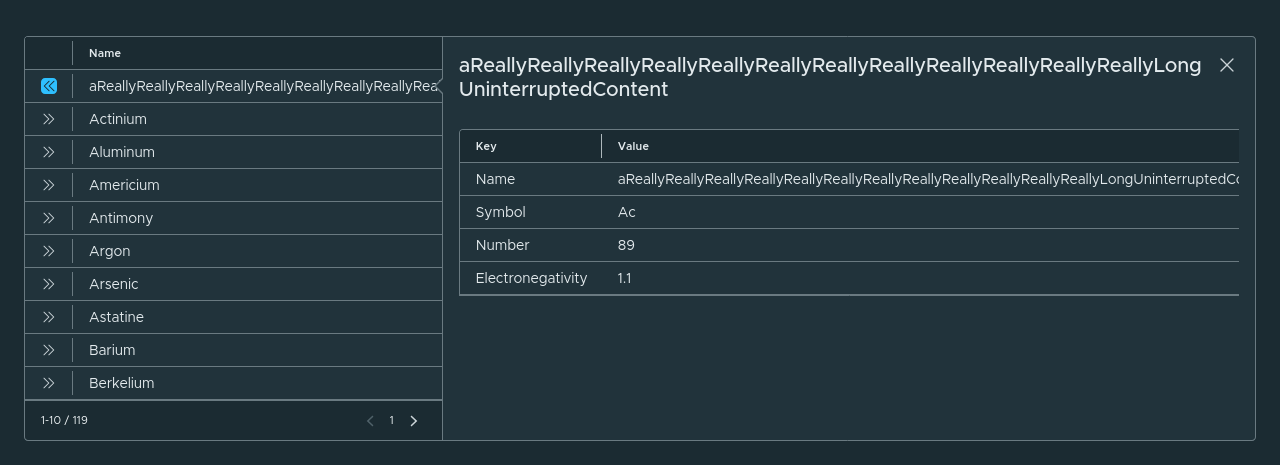 Name
aReallyReallyReallyReallyReallyReallyReallyReallyRea
Actinium
Aluminum
Americium
Antimony
Argon
Arsenic
Astatine
Barium
Berkelium
1-10 / 119
1
aReallyReallyReallyReallyReallyReallyReallyReallyReallyReallyReallyReallyLong
UninterruptedContent
Key Value
Name aReallyReallyReallyReallyReallyReallyReallyReallyReallyReallyReallyReallyLongUninterruptedCo
Symbol Ac
Number 89
Electronegativity 1.1